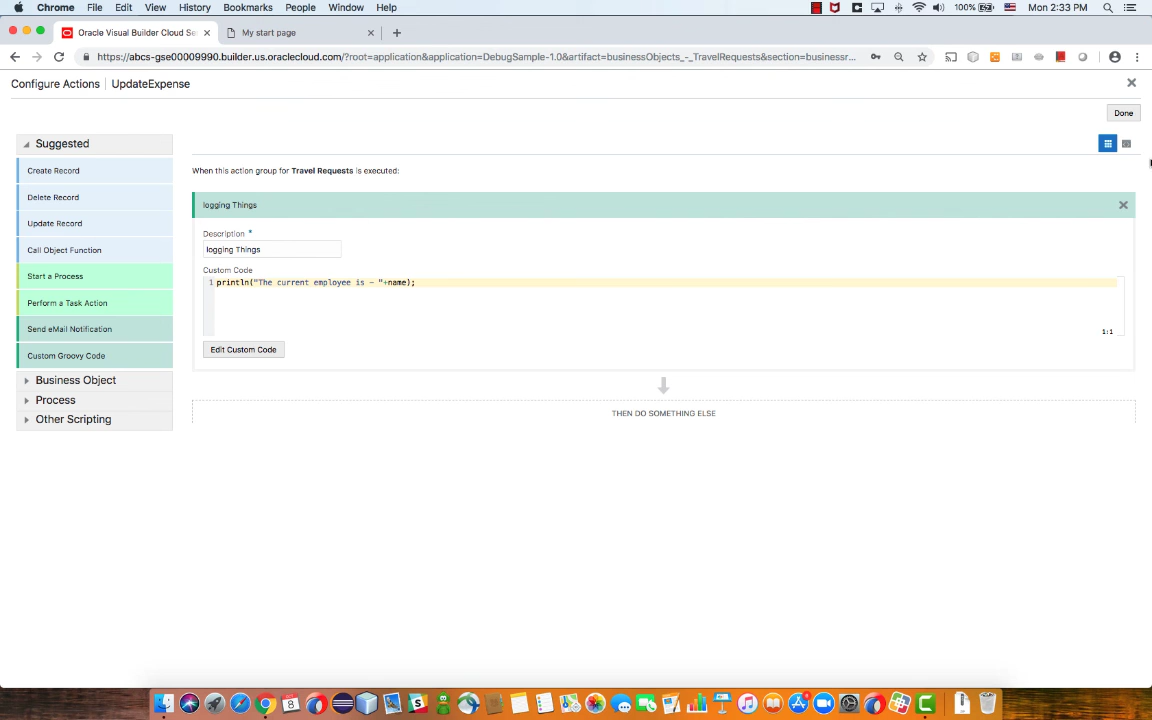 Chrome File Edit View History Bookmarks People Window Help 100% Mon 2:33 PM
Oracle Visual Builder Cloud Se
My start page
https://abcs-gse00009990.builder.us.oraclecloud.com/?root=application&application=DebugSample-1.0&artifact=businessObjects_-_TravelRequests&section=businessr...
Configure Actions UpdateExpense
Done
Suggested
Create Record
Delete Record
Update Record
Call Object Function
Start a Process
Perform a Task Action
Send eMail Notification
Custom Groovy Code
Business Object
Process
Other Scripting
When this action group for Travel Requests is executed:
logging Things
Description *
logging Things
Custom Code
1 println("The current employee is - "+name);
1:1
Edit Custom Code
THEN DO SOMETHING ELSE